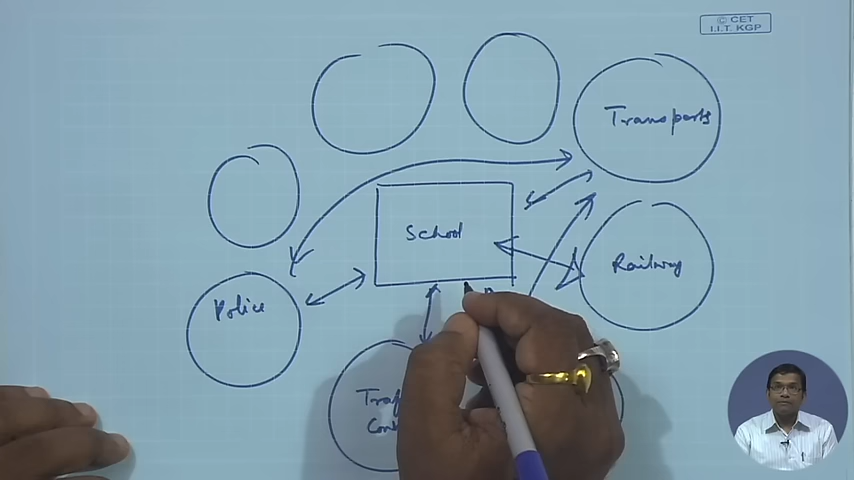 © CET
I.I.T. KGP
Transports
School
Railway
Police